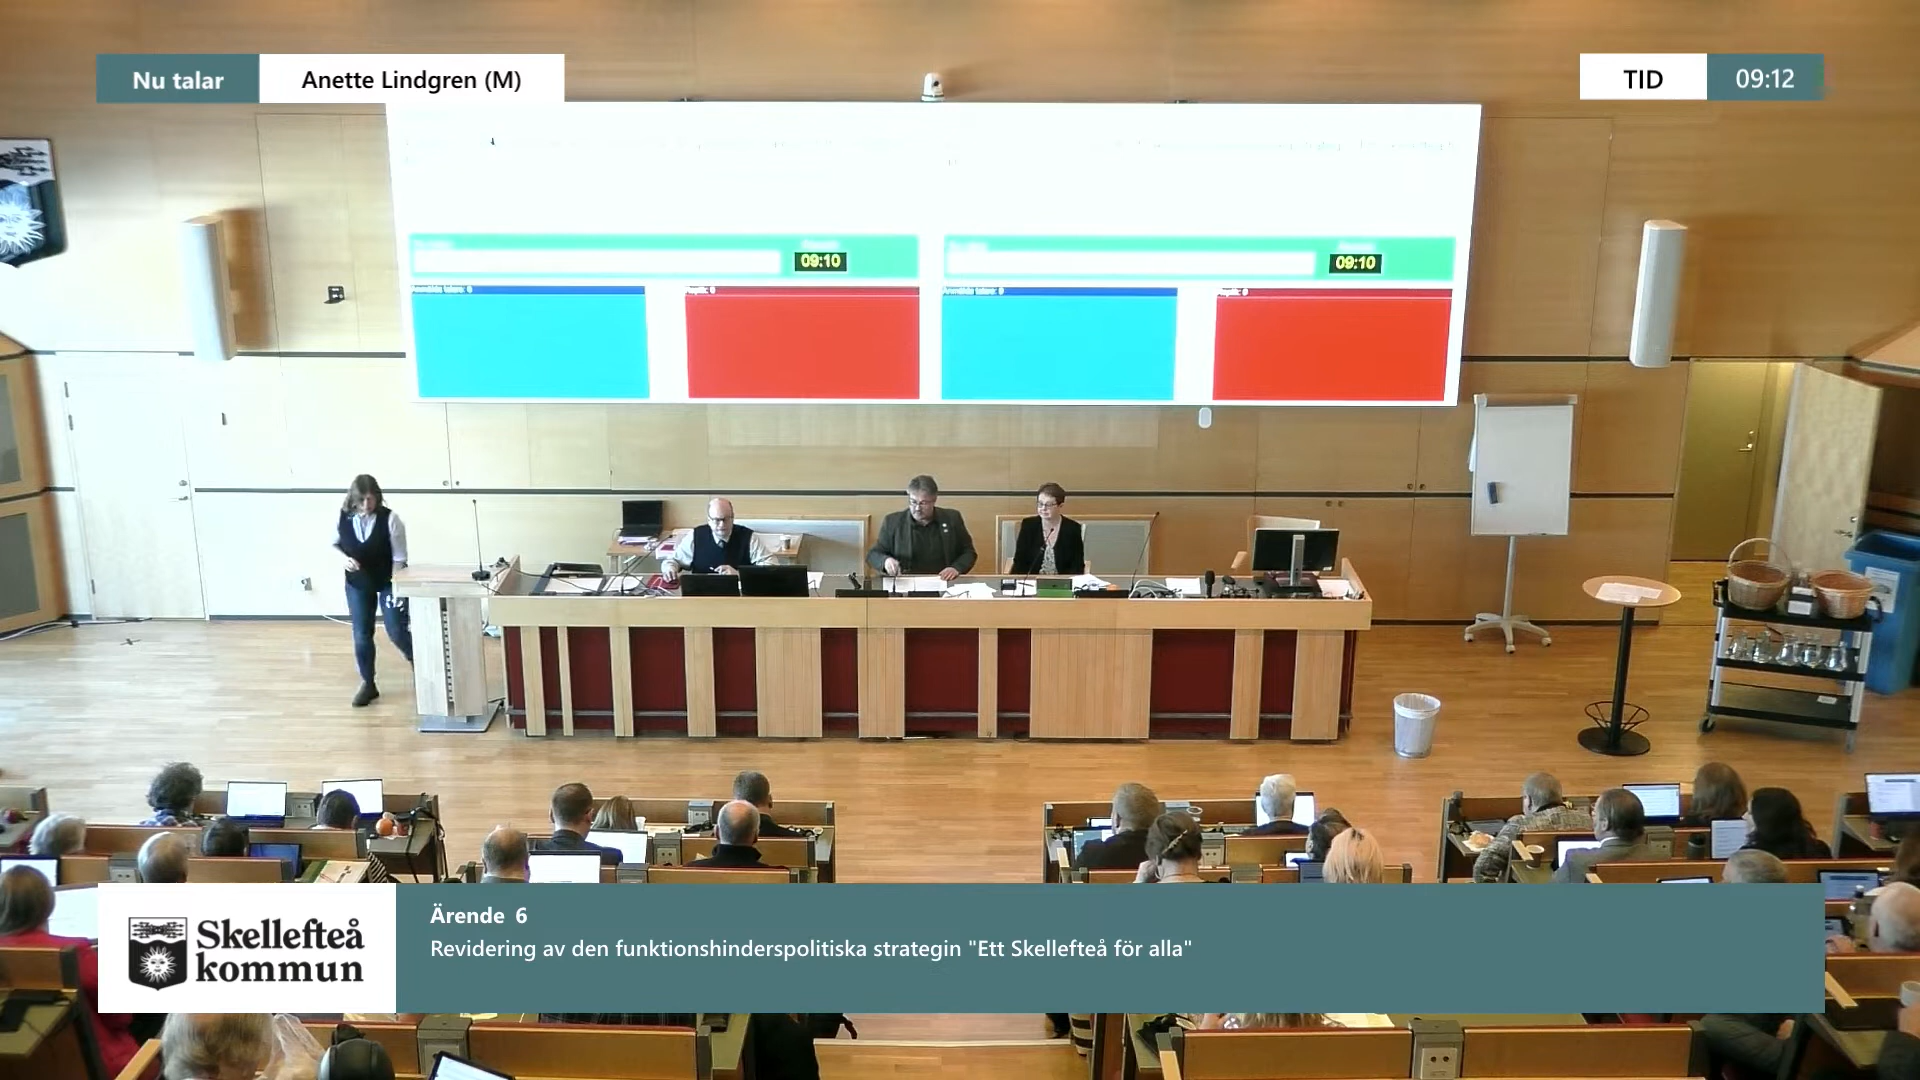 Nu talar
Anette Lindgren (M)
TID
09:12
09:10
09:10
Skellefteå
kommun
Ärende 6
Revidering av den funktionshinderspolitiska strategin "Ett Skellefteå för alla"